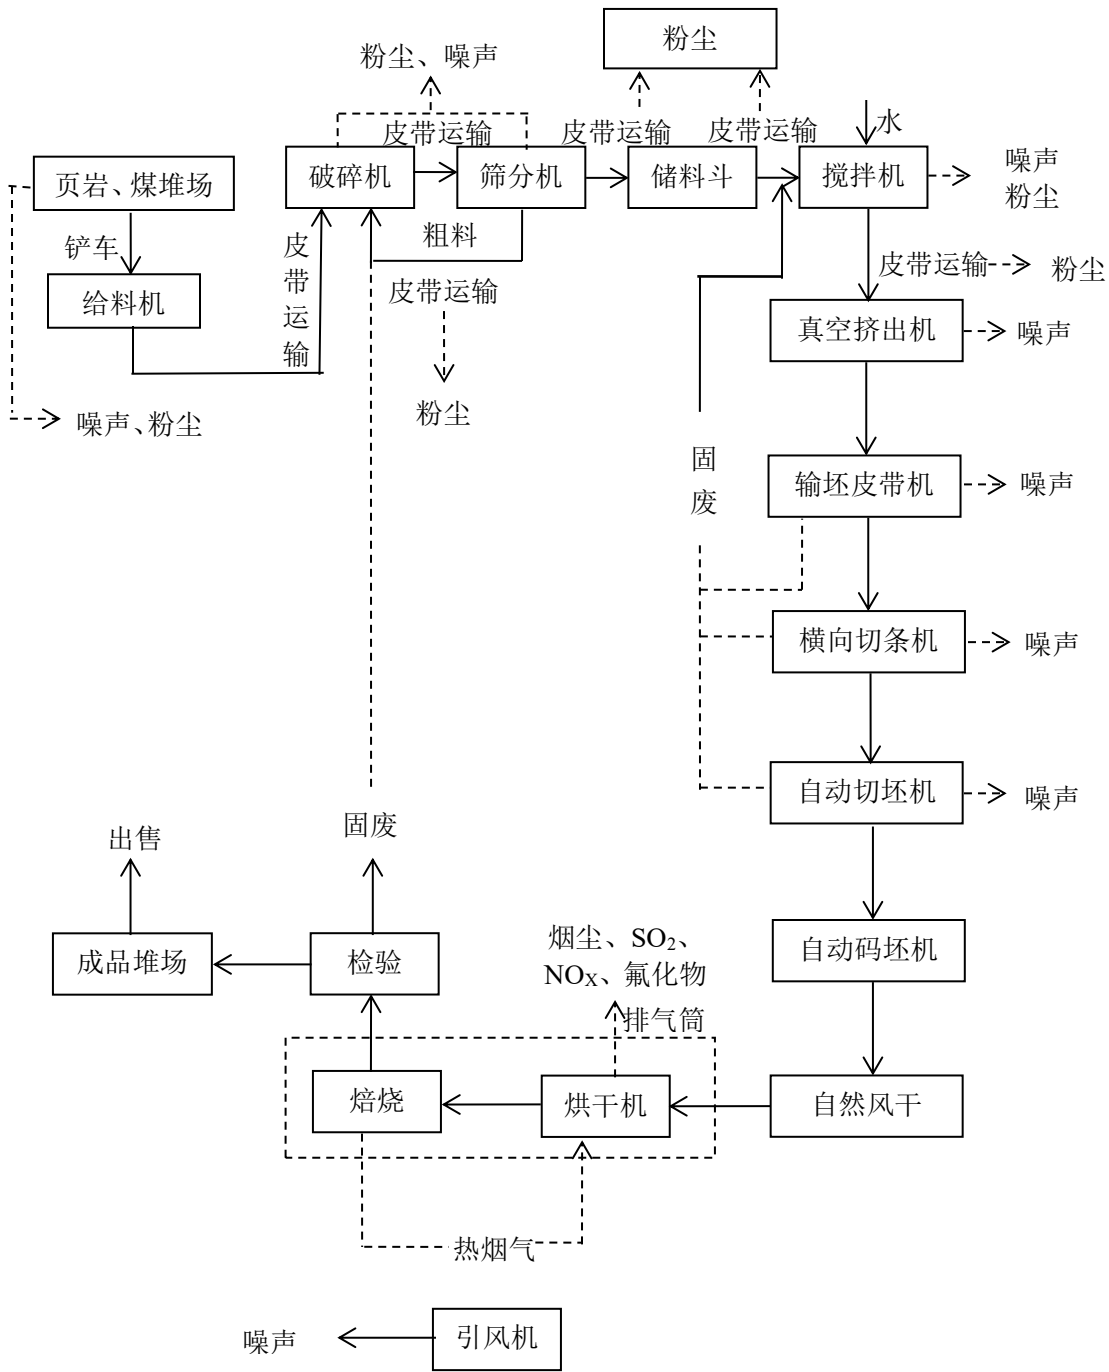 粉尘
粉尘、噪声
皮带运输
皮带运输
皮带运输
水
页岩、煤堆场
破碎机
筛分机
储料斗
搅拌机
噪声
粉尘
铲车
皮带运输
粗料
皮带运输
粉尘
给料机
皮带运输
真空挤出机
噪声
噪声、粉尘
粉尘
固废
输坯皮带机
噪声
横向切条机
噪声
自动切坯机
噪声
出售
固废
成品堆场
检验
烟尘、SO₂、
NOX、氟化物
排气筒
自动码坯机
焙烧
烘干机
自然风干
热烟气
噪声
引风机